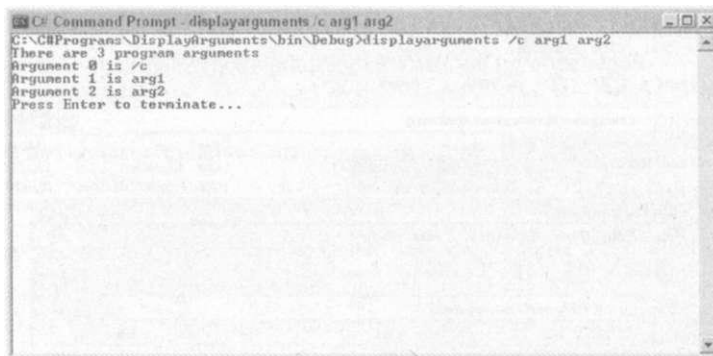 C# Command Prompt - displayarguments /c arg1 arg2
C:\C#Programs\DisplayArguments\bin\Debug>displayarguments /c arg1 arg2
There are 3 program arguments
Argument 0 is /c
Argument 1 is arg1
Argument 2 is arg2
Press Enter to terminate...